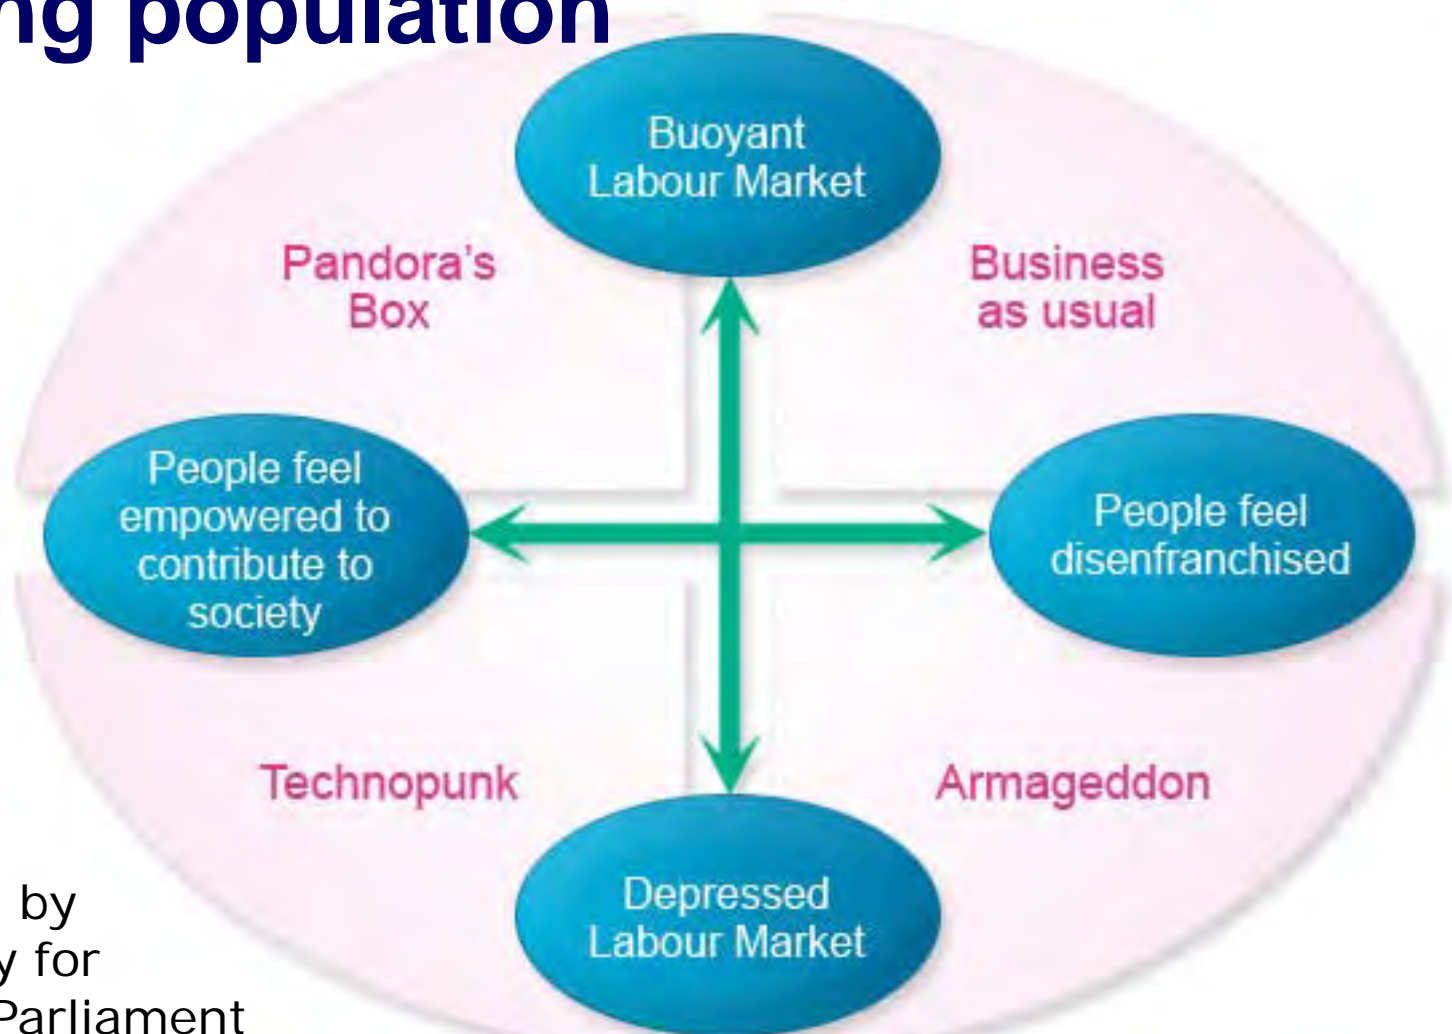 ng population
Buoyant
Labour Market
Pandora's
Box
Business
as usual
People feel
empowered to
contribute to
society
People feel
disenfranchised
Technopunk
Armageddon
Depressed
Labour Market
by
y for
Parliament